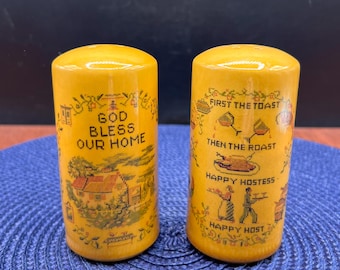 GOD
BLESS
OUR HOME
FIRST THE TOAST
THEN THE ROAST
HAPPY HOSTESS
HAPPY HOST